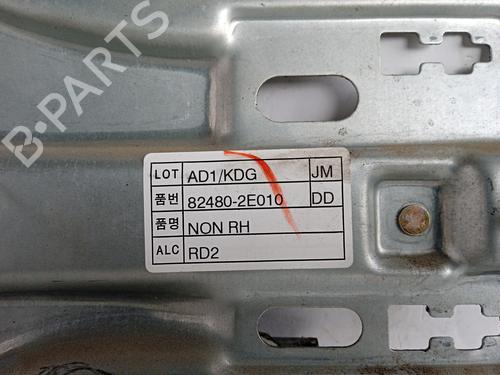 B-PARTS
LOT AD1/KDG JM
품번 82480-2E010 DD
품명 NON RH
ALC RD2